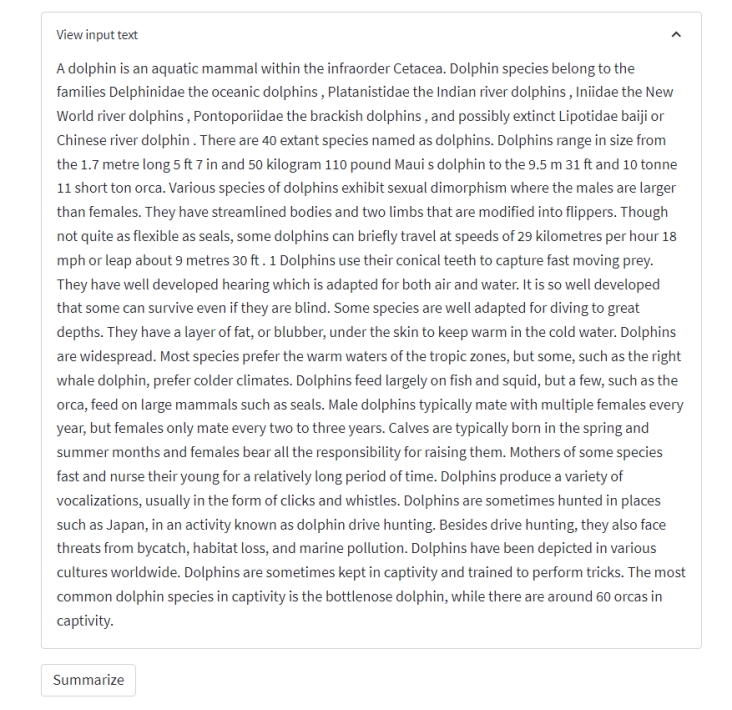 View input text
A dolphin is an aquatic mammal within the infraorder Cetacea. Dolphin species belong to the
families Delphinidae the oceanic dolphins , Platanistidae the Indian river dolphins , Iniidae the New
World river dolphins , Pontoporiidae the brackish dolphins , and possibly extinct Lipotidae baiji or
Chinese river dolphin . There are 40 extant species named as dolphins. Dolphins range in size from
the 1.7 metre long 5 ft 7 in and 50 kilogram 110 pound Maui s dolphin to the 9.5 m 31 ft and 10 tonne
11 short ton orca. Various species of dolphins exhibit sexual dimorphism where the males are larger
than females. They have streamlined bodies and two limbs that are modified into flippers. Though
not quite as flexible as seals, some dolphins can briefly travel at speeds of 29 kilometres per hour 18
mph or leap about 9 metres 30 ft . 1 Dolphins use their conical teeth to capture fast moving prey.
They have well developed hearing which is adapted for both air and water. It is so well developed
that some can survive even if they are blind. Some species are well adapted for diving to great
depths. They have a layer of fat, or blubber, under the skin to keep warm in the cold water. Dolphins
are widespread. Most species prefer the warm waters of the tropic zones, but some, such as the right
whale dolphin, prefer colder climates. Dolphins feed largely on fish and squid, but a few, such as the
orca, feed on large mammals such as seals. Male dolphins typically mate with multiple females every
year, but females only mate every two to three years. Calves are typically born in the spring and
summer months and females bear all the responsibility for raising them. Mothers of some species
fast and nurse their young for a relatively long period of time. Dolphins produce a variety of
vocalizations, usually in the form of clicks and whistles. Dolphins are sometimes hunted in places
such as Japan, in an activity known as dolphin drive hunting. Besides drive hunting, they also face
threats from bycatch, habitat loss, and marine pollution. Dolphins have been depicted in various
cultures worldwide. Dolphins are sometimes kept in captivity and trained to perform tricks. The most
common dolphin species in captivity is the bottlenose dolphin, while there are around 60 orcas in
captivity.
Summarize